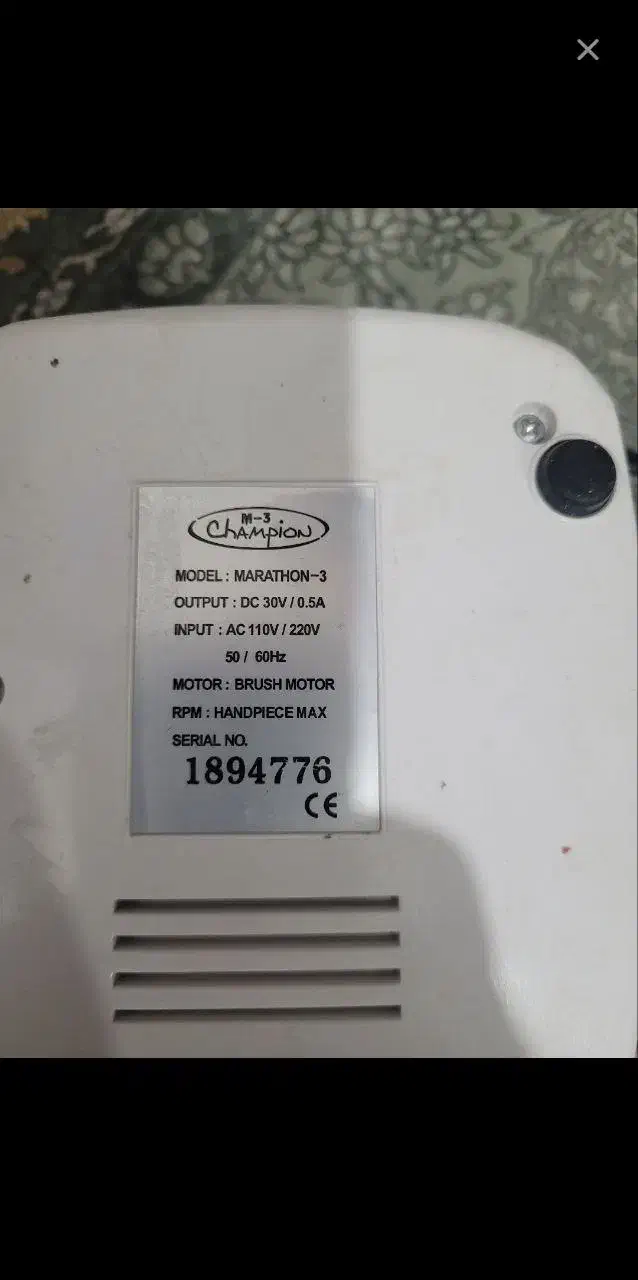 M-3
CHAMPION
MODEL : MARATHON-3
OUTPUT : DC 30V / 0.5A
INPUT : AC 110V / 220V
50 / 60Hz
MOTOR : BRUSH MOTOR
RPM : HANDPIECE MAX
SERIAL NO.
1894776
CE